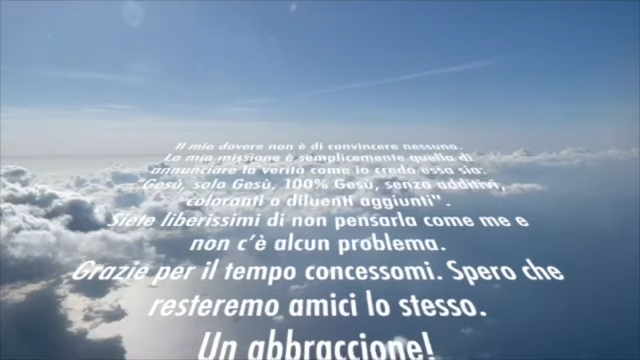 Il mio dovere non è di convincere nessuno.
La mia missione è semplicemente quella di
annunciare la verità come io credo essa sia:
"Gesù, solo Gesù, 100% Gesù, senza additivi,
coloranti o diluenti aggiunti" .
Siete liberissimi di non pensarla come me e
non c'è alcun problema.
Grazie per il tempo concessomi. Spero che
resteremo amici lo stesso.
Un abbraccione!